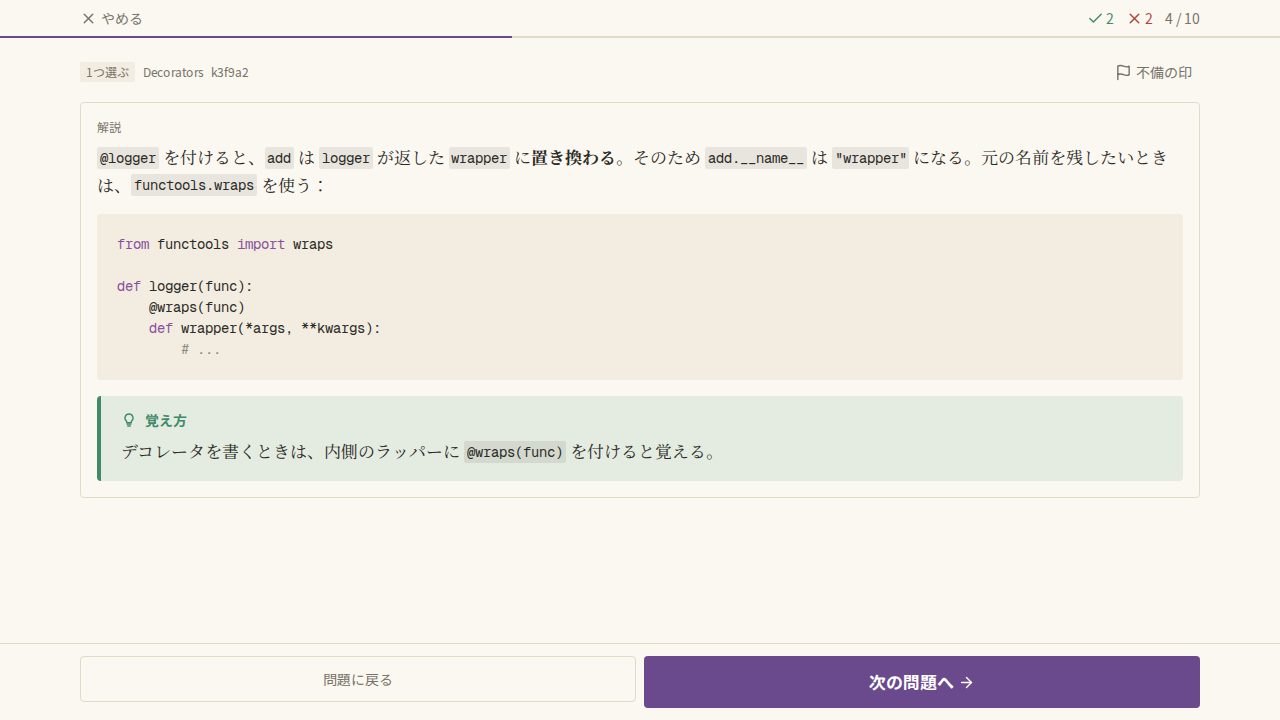 やめる
2 2 4 / 10
1つ選ぶ Decorators k3f9a2
不備の印
解説
@logger を付けると、add は logger が返した wrapper に置き換わる。そのため add.__name__ は "wrapper" になる。元の名前を残したいとき
は、functools.wraps を使う：
from functools import wraps
def logger(func):
    @wraps(func)
    def wrapper(*args, **kwargs):
        # ...
覚え方
デコレータを書くときは、内側のラッパーに @wraps(func) を付けると覚える。
問題に戻る
次の問題へ →